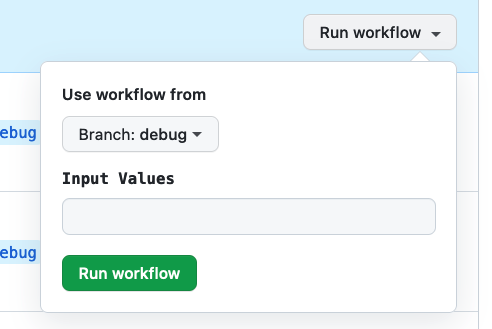 Run workflow
Use workflow from
Branch: debug
ebug
Input Values
ebug
Run workflow